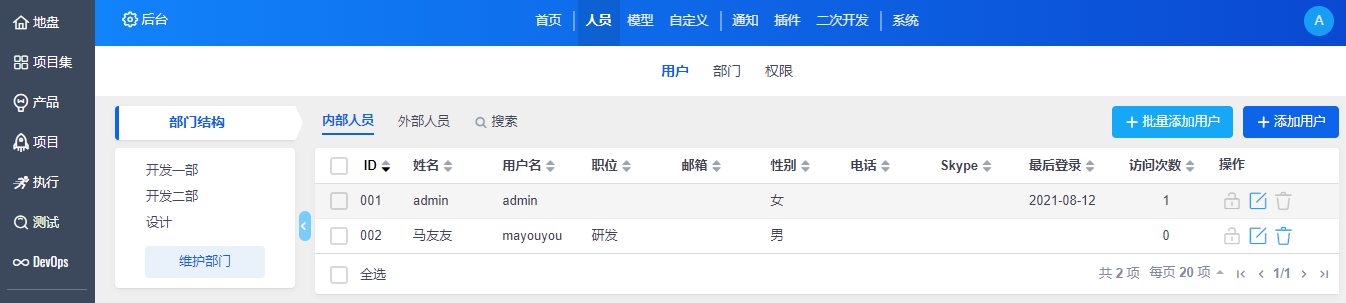 地盘
项目集
产品
项目
执行
测试
DevOps
后台
首页 人员 模型 自定义 通知 插件 二次开发 系统
A
用户 部门 权限
部门结构
开发一部
开发二部
设计
维护部门
内部人员 外部人员 搜索
批量添加用户 添加用户
ID 姓名 用户名 职位 邮箱 性别 电话 Skype 最后登录 访问次数 操作
001 admin admin 女 2021-08-12 1
002 马友友 mayouyou 研发 男 0
全选
共 2 项 每页 20 项 1/1